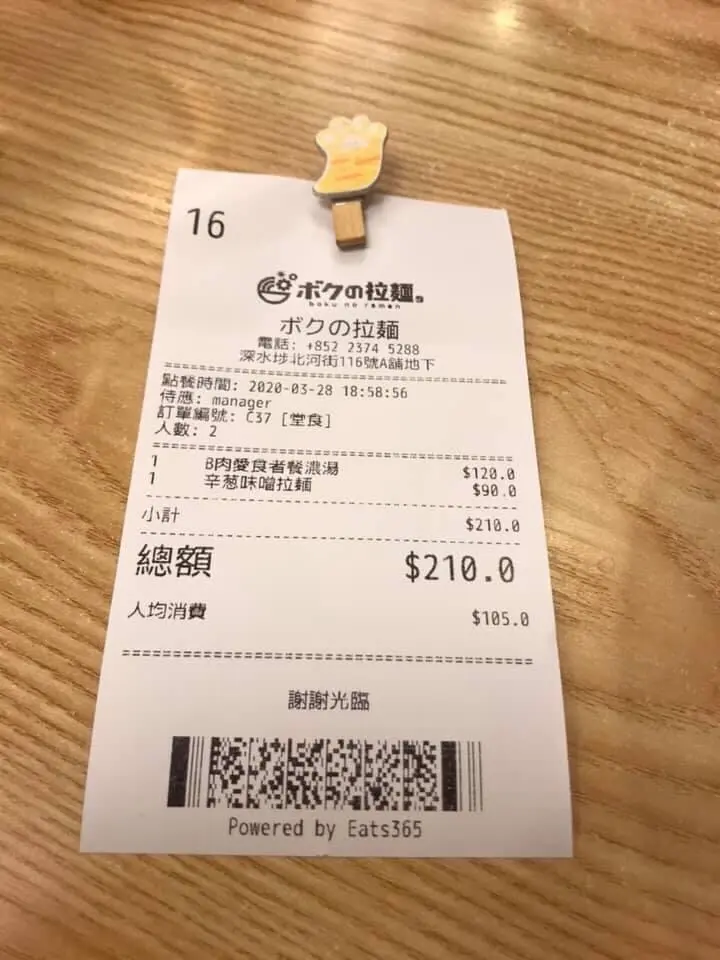 16
ボクの拉麺。
boku no ramen
ボクの拉麺
電話: +852 2374 5288
深水埗北河街116號A舖地下
點餐時間: 2020-03-28 18:58:56
侍應: manager
訂單編號: C37 [堂食]
人數: 2
1 B肉愛食者餐濃湯 $120.0
1 辛葱味噌拉麵 $90.0
小計 $210.0
總額 $210.0
人均消費 $105.0
謝謝光臨
Powered by Eats365